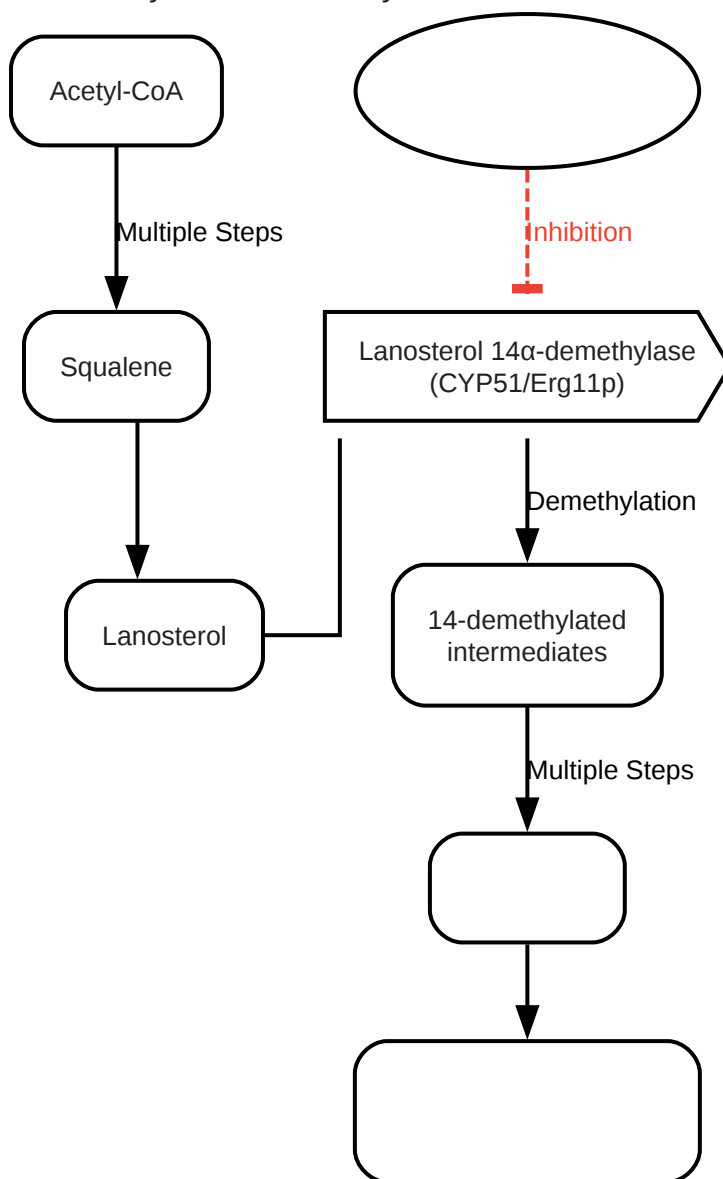 Acetyl-CoA
Multiple Steps
Inhibition
Squalene
Lanosterol 14α-demethylase
(CYP51/Erg11p)
Demethylation
Lanosterol
14-demethylated
intermediates
Multiple Steps